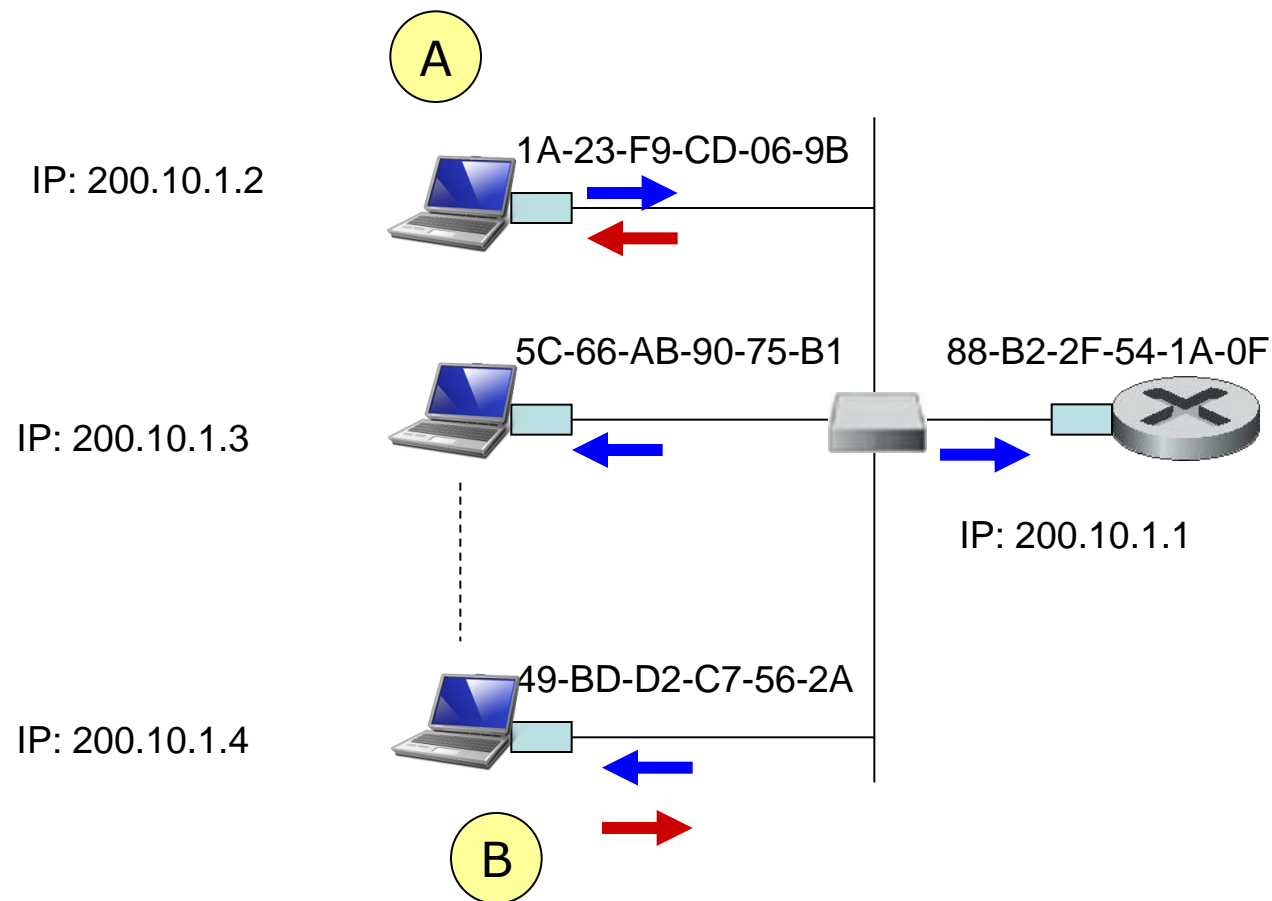 A
1A-23-F9-CD-06-9B
IP: 200.10.1.2
5C-66-AB-90-75-B1
88-B2-2F-54-1A-0F
IP: 200.10.1.3
IP: 200.10.1.1
49-BD-D2-C7-56-2A
IP: 200.10.1.4
B